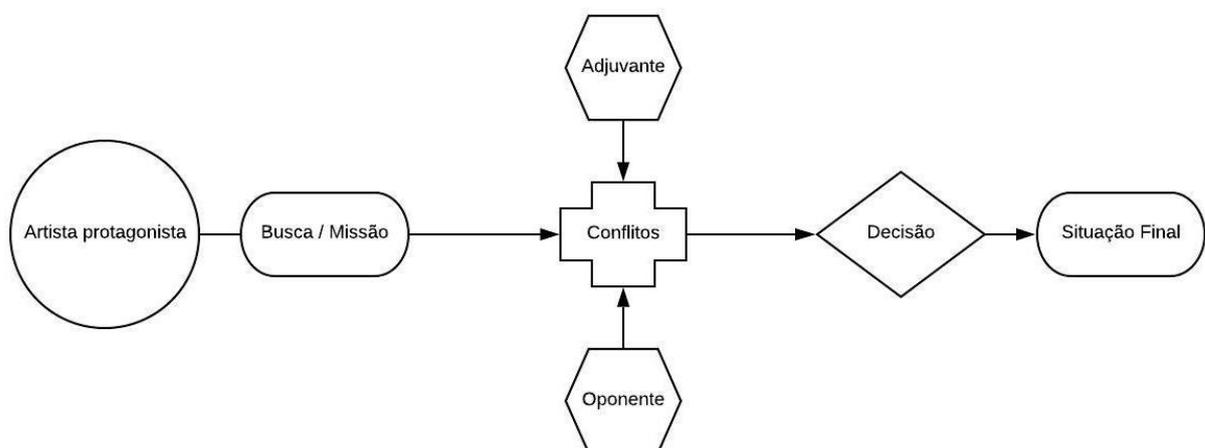 Adjuvante
Artista protagonista
Busca / Missão
Conflitos
Decisão
Situação Final
Oponente